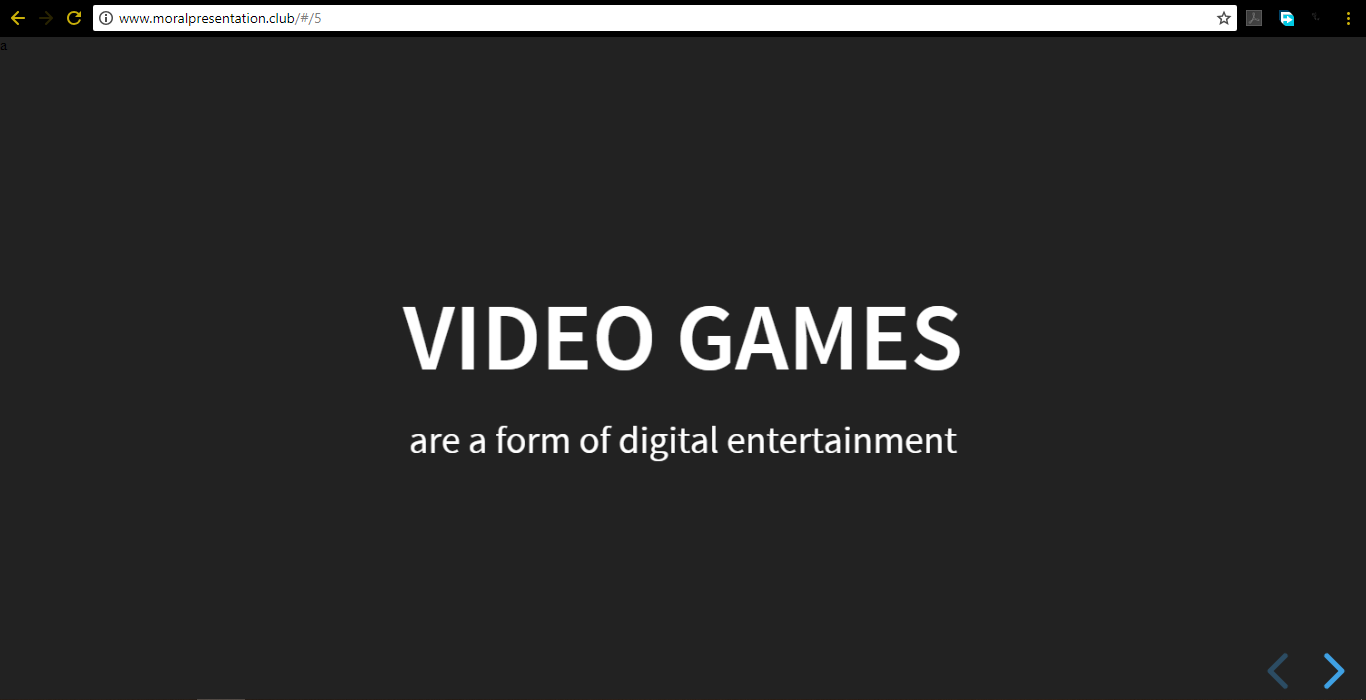 www.moralpresentation.club/#/5
a
VIDEO GAMES
are a form of digital entertainment